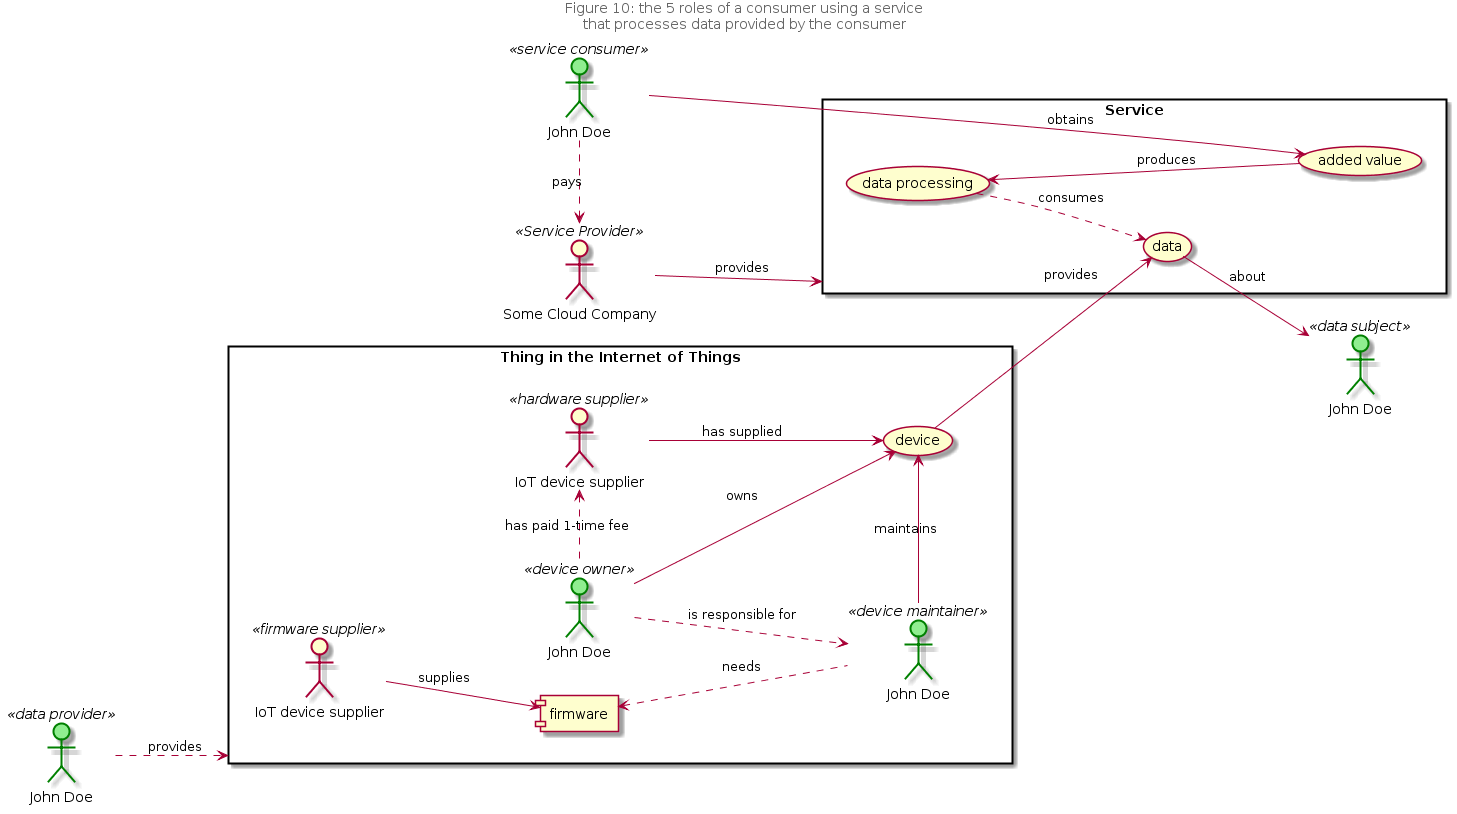 Figure 10: the 5 roles of a consumer using a service
that processes data provided by the consumer
«service consumer»
John Doe
pays
«Service Provider»
Some Cloud Company
provides
Service
obtains
added value
produces
data processing
consumes
data
provides
about
«data subject»
John Doe
Thing in the Internet of Things
«hardware supplier»
IoT device supplier
has supplied
device
has paid 1-time fee
owns
maintains
«device owner»
John Doe
is responsible for
«device maintainer»
John Doe
needs
«firmware supplier»
IoT device supplier
supplies
firmware
«data provider»
John Doe
provides